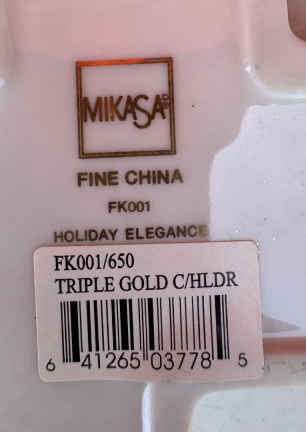 MIKASA
FINE CHINA
FK001
HOLIDAY ELEGANCE
FK001/650
TRIPLE GOLD C/HLDR
6 41265 03778 5